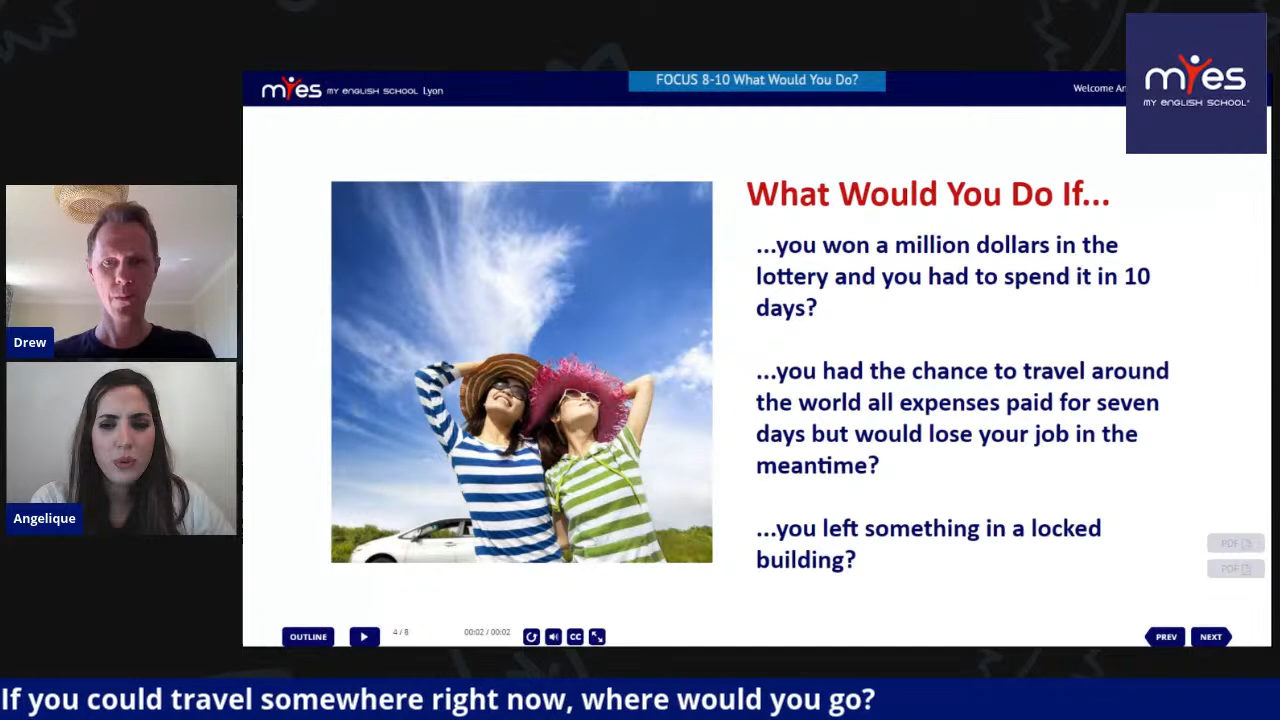 myes MY ENGLISH SCHOOL Lyon
FOCUS 8-10 What Would You Do?
Welcome An
myes
MY ENGLISH SCHOOL
What Would You Do If...
...you won a million dollars in the
lottery and you had to spend it in 10
days?
...you had the chance to travel around
the world all expenses paid for seven
days but would lose your job in the
meantime?
...you left something in a locked
building?
Drew
Angelique
PDF
PDF
OUTLINE
4 / 8
00:02 / 00:02
CC
PREV
NEXT
If you could travel somewhere right now, where would you go?